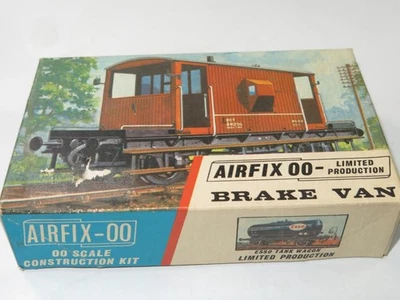 AIRFIX 00-
LIMITED
PRODUCTION
BRAKE VAN
AIRFIX-00
00 SCALE
CONSTRUCTION KIT
ESSO
ESSO TANK WAGON
LIMITED PRODUCTION